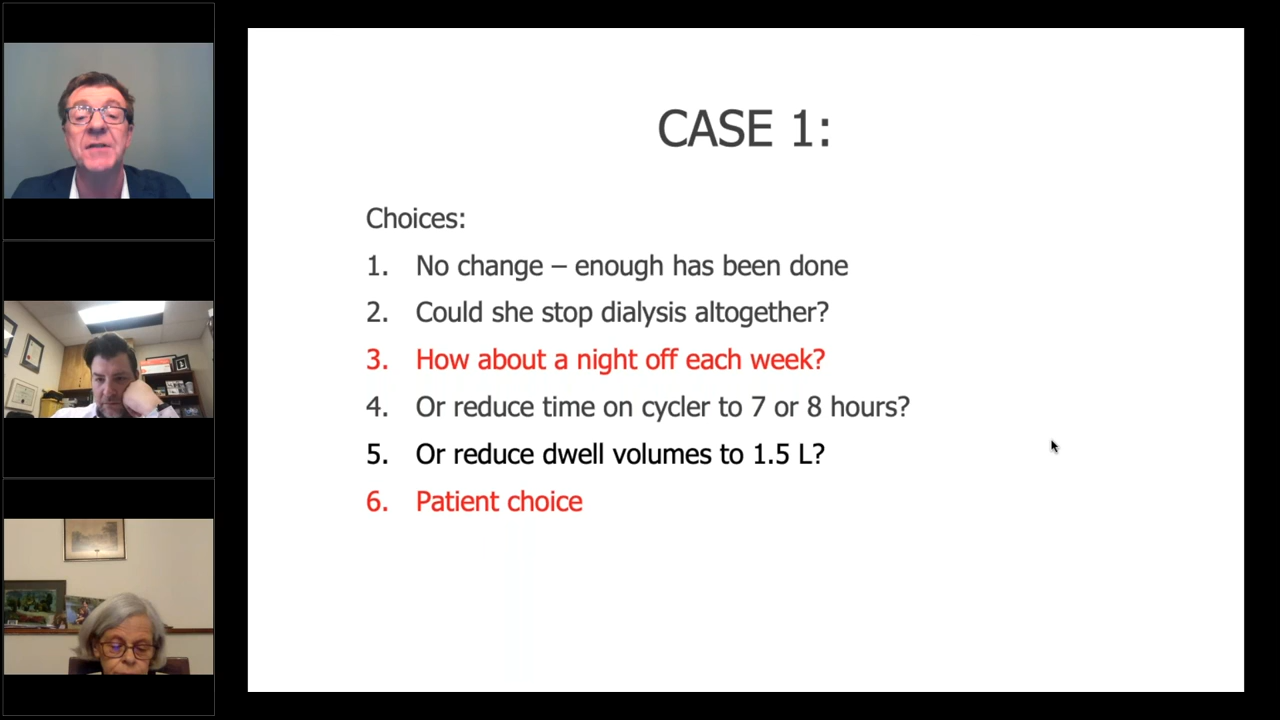 CASE 1:
Choices:
1. No change – enough has been done
2. Could she stop dialysis altogether?
3. How about a night off each week?
4. Or reduce time on cycler to 7 or 8 hours?
5. Or reduce dwell volumes to 1.5 L?
6. Patient choice